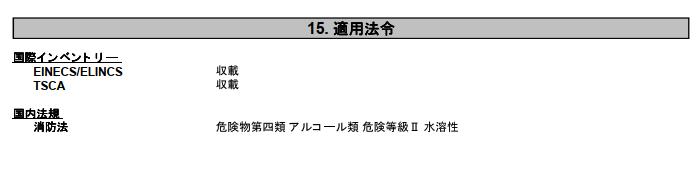 15. 適用法令
国際インベントリー
EINECS/ELINCS 収載
TSCA 収載
国内法規
消防法 危険物第四類 アルコール類 危険等級Ⅱ 水溶性